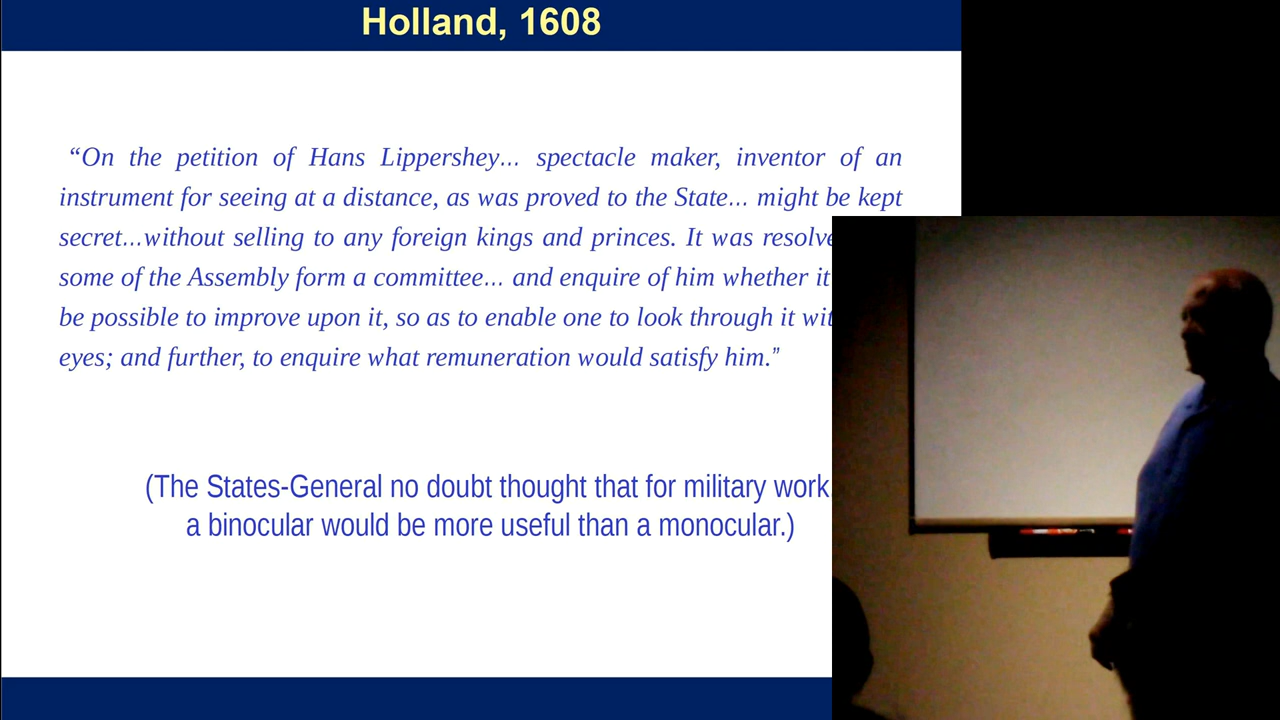 Holland, 1608
“On the petition of Hans Lippershey... spectacle maker, inventor of an
instrument for seeing at a distance, as was proved to the State... might be kept
secret...without selling to any foreign kings and princes. It was
some of the Assembly form a committee... and enquire of him whether it
be possible to improve upon it, so as to enable one to look through it
eyes; and further, to enquire what remuneration would satisfy him.”
(The States-General no doubt thought that for military work
a binocular would be more useful than a monocular.)